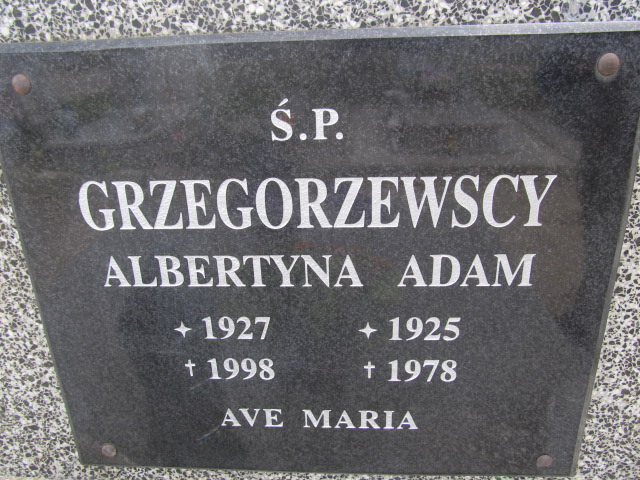 Ś.P.
GRZEGORZEWSCY
ALBERTYNA ADAM
✦ 1927 ✦ 1925
† 1998 † 1978
AVE MARIA